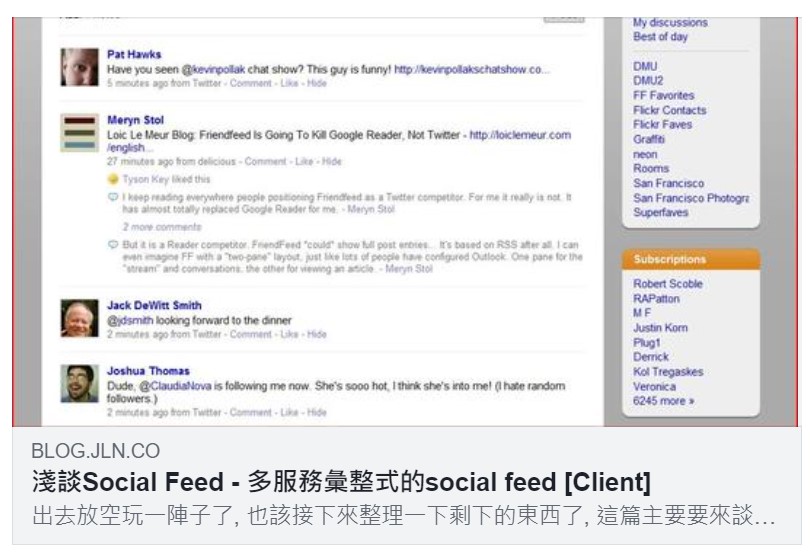 My discussions
Best of day
DMU
DMU2
FF Favorites
Flickr Contacts
Flickr Faves
Graffiti
neon
Rooms
San Francisco
San Francisco Photogra
Superfaves
Pat Hawks
Have you seen @kevinpollak chat show? This guy is funny! http://kevinpollakschatshow.co...
5 minutes ago from Twitter - Comment - Like - Hide
Meryn Stol
Loic Le Meur Blog: Friendfeed Is Going To Kill Google Reader, Not Twitter - http://loiclemeur.com
/english...
27 minutes ago from delicious - Comment - Like - Hide
Tyson Key liked this
I keep reading everywhere people positioning Friendfeed as a Twitter competitor. For me it really is not. It
has almost totally replaced Google Reader for me. - Meryn Stol
2 more comments
But it is a Reader competitor. FriendFeed *could* show full post entries... It's based on RSS after all. I can
even imagine FF with a "two-pane" layout, just like lots of people have configured Outlook. One pane for the
"stream" and conversations, the other for viewing an article. - Meryn Stol
Jack DeWitt Smith
@jdsmith looking forward to the dinner
2 minutes ago from Twitter - Comment - Like - Hide
Joshua Thomas
Dude, @ClaudiaNova is following me now. She's sooo hot, I think she's into me! (I hate random
followers.)
2 minutes ago from Twitter - Comment - Like - Hide
Subscriptions
Robert Scoble
RAPatton
M F
Justin Korn
Plug1
Derrick
Kol Tregaskes
Veronica
6245 more »
BLOG.JLN.CO
淺談Social Feed - 多服務彙整式的social feed [Client]
出去放空玩一陣子了, 也該接下來整理一下剩下的東西了, 這篇主要要來談...